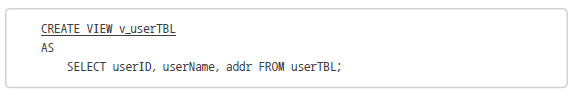 CREATE VIEW v_userTBL
AS
SELECT userID, userName, addr FROM userTBL;